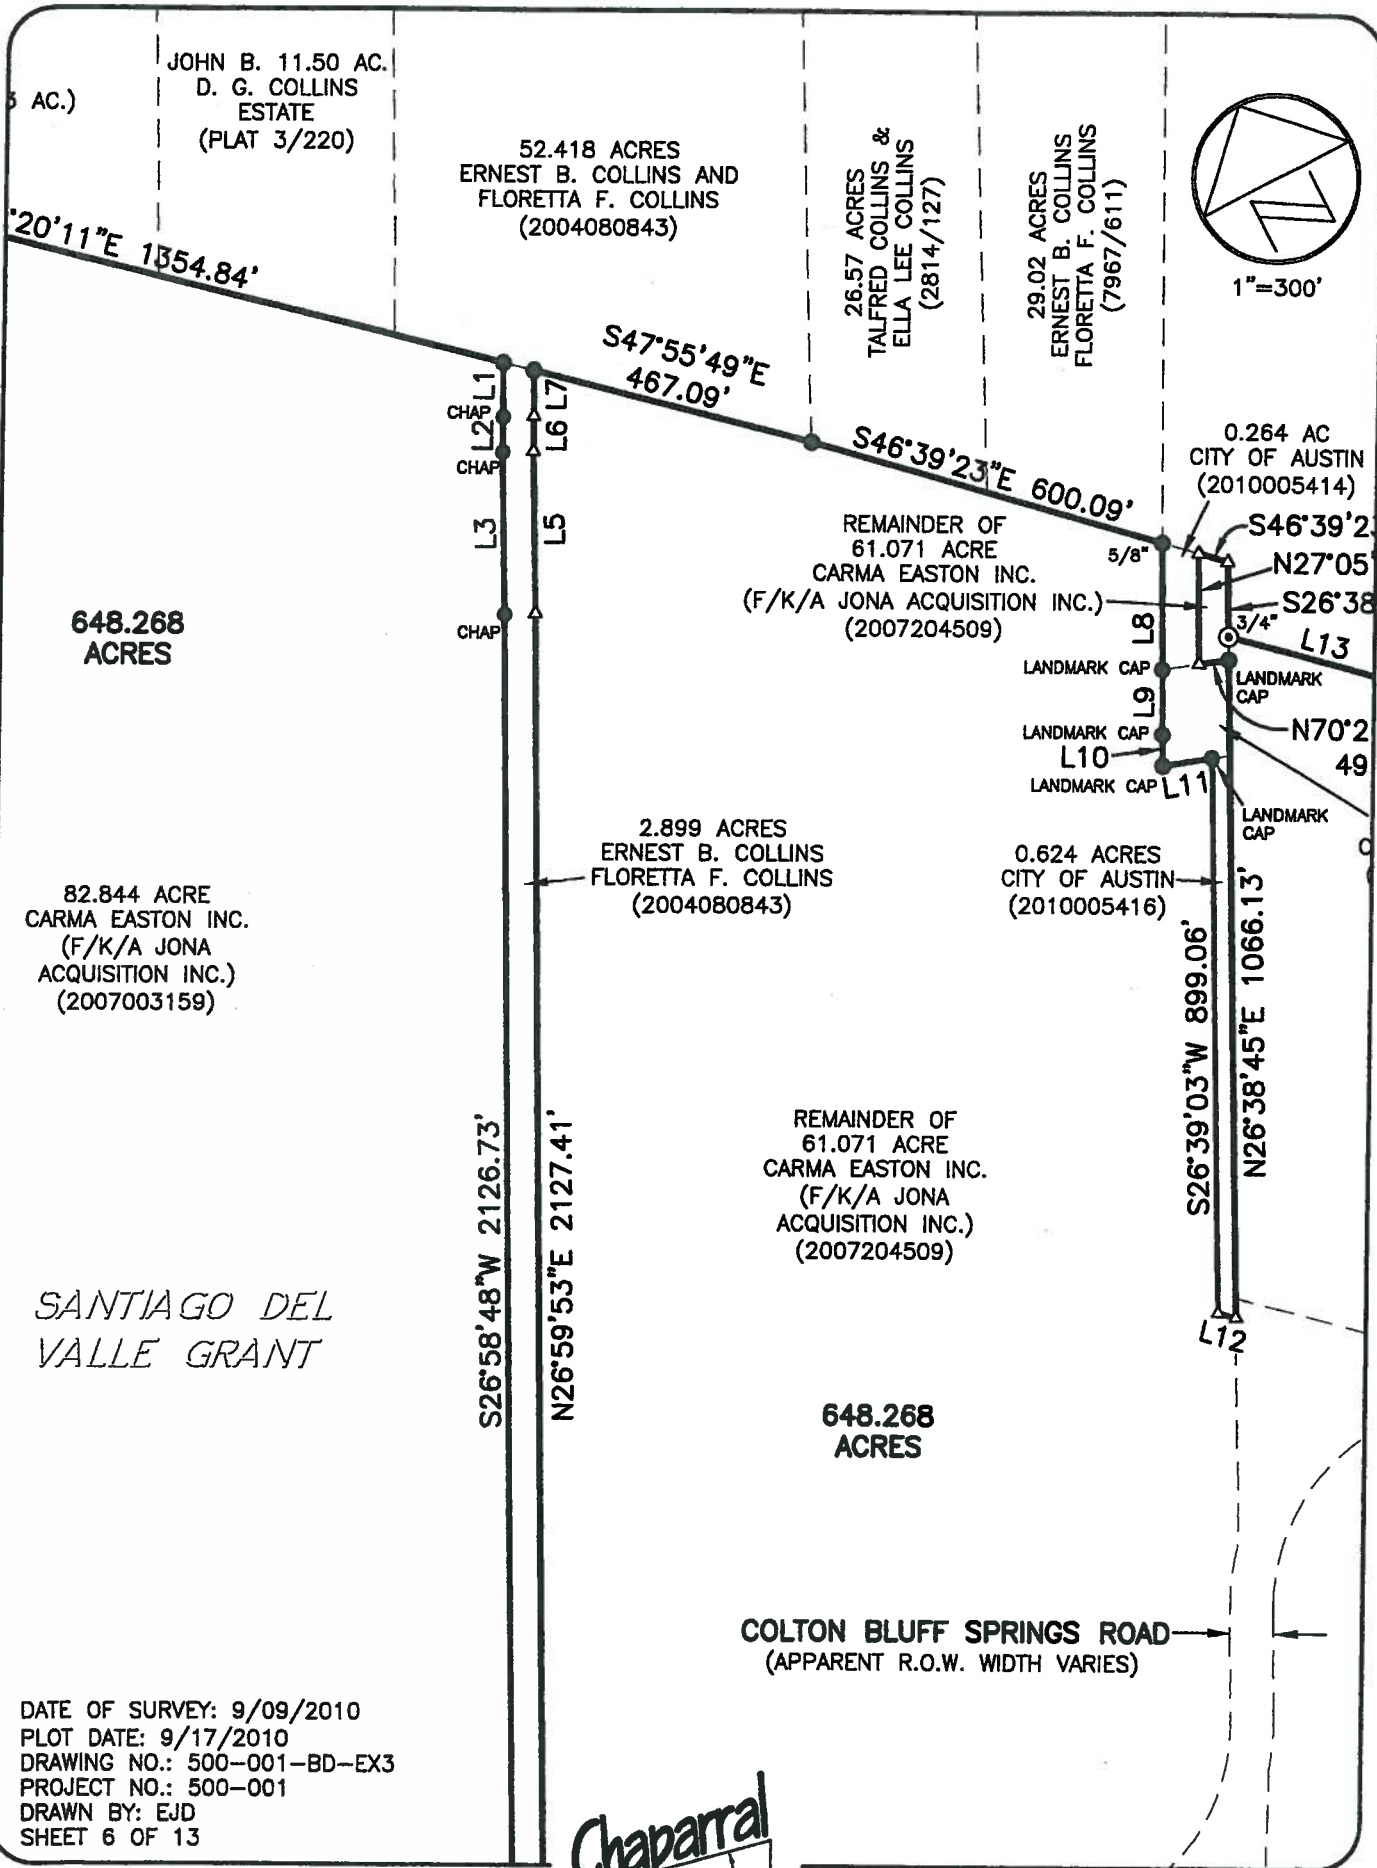 AC.)
JOHN B. 11.50 AC.
D. G. COLLINS
ESTATE
(PLAT 3/220)
52.418 ACRES
ERNEST B. COLLINS AND
FLORETTA F. COLLINS
(2004080843)
26.57 ACRES
TALFRED COLLINS &
ELLA LEE COLLINS
(2814/127)
29.02 ACRES
ERNEST B. COLLINS
FLORETTA F. COLLINS
(7967/611)
1"=300'
°20'11"E 1354.84'
S47°55'49"E
467.09'
S46°39'23"E 600.09'
0.264 AC
CITY OF AUSTIN
(2010005414)
S46°39'2
N27°05'
S26°38
3/4"
L13
5/8"
L1
CHAP
L2
CHAP
L3
CHAP
L7
L6
L5
REMAINDER OF
61.071 ACRE
CARMA EASTON INC.
(F/K/A JONA ACQUISITION INC.)
(2007204509)
L8
LANDMARK CAP
L9
LANDMARK CAP
L10
LANDMARK CAP
L11
LANDMARK
CAP
N70°2
49
LANDMARK
CAP
648.268
ACRES
82.844 ACRE
CARMA EASTON INC.
(F/K/A JONA
ACQUISITION INC.)
(2007003159)
2.899 ACRES
ERNEST B. COLLINS
FLORETTA F. COLLINS
(2004080843)
0.624 ACRES
CITY OF AUSTIN
(2010005416)
S26°39'03"W 899.06'
N26°38'45"E 1066.13'
S26°58'48"W 2126.73'
N26°59'53"E 2127.41'
REMAINDER OF
61.071 ACRE
CARMA EASTON INC.
(F/K/A JONA
ACQUISITION INC.)
(2007204509)
L12
SANTIAGO DEL
VALLE GRANT
648.268
ACRES
COLTON BLUFF SPRINGS ROAD
(APPARENT R.O.W. WIDTH VARIES)
DATE OF SURVEY: 9/09/2010
PLOT DATE: 9/17/2010
DRAWING NO.: 500-001-BD-EX3
PROJECT NO.: 500-001
DRAWN BY: EJD
SHEET 6 OF 13
Chaparral